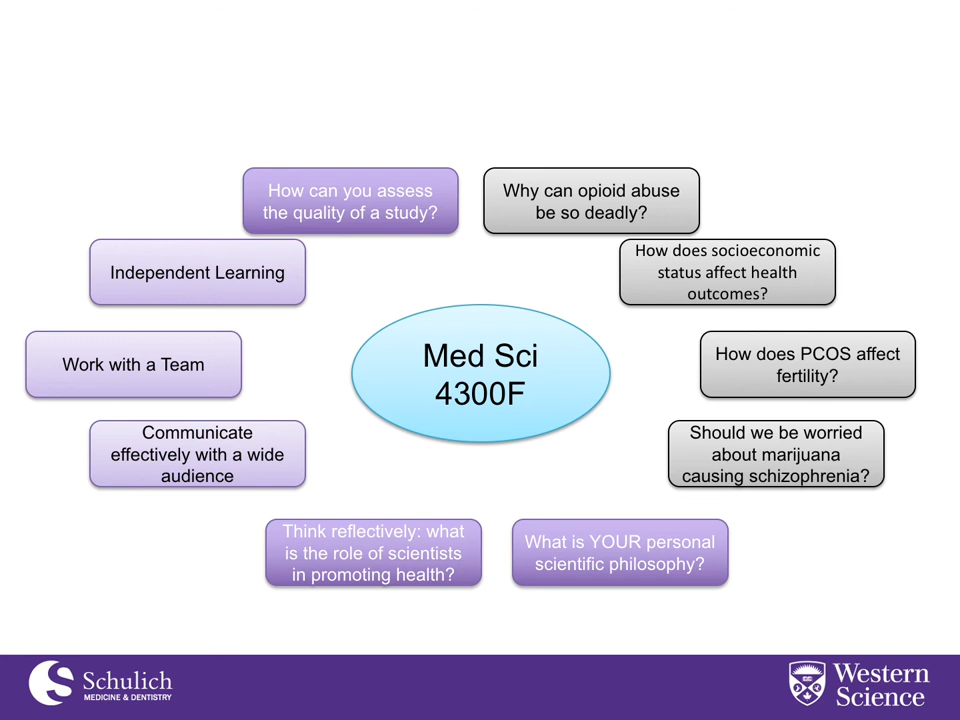 How can you assess
the quality of a study?
Why can opioid abuse
be so deadly?
Independent Learning
How does socioeconomic
status affect health
outcomes?
Work with a Team
Med Sci
4300F
How does PCOS affect
fertility?
Communicate
effectively with a wide
audience
Should we be worried
about marijuana
causing schizophrenia?
Think reflectively: what
is the role of scientists
in promoting health?
What is YOUR personal
scientific philosophy?
Schulich
MEDICINE & DENTISTRY
Western
Science